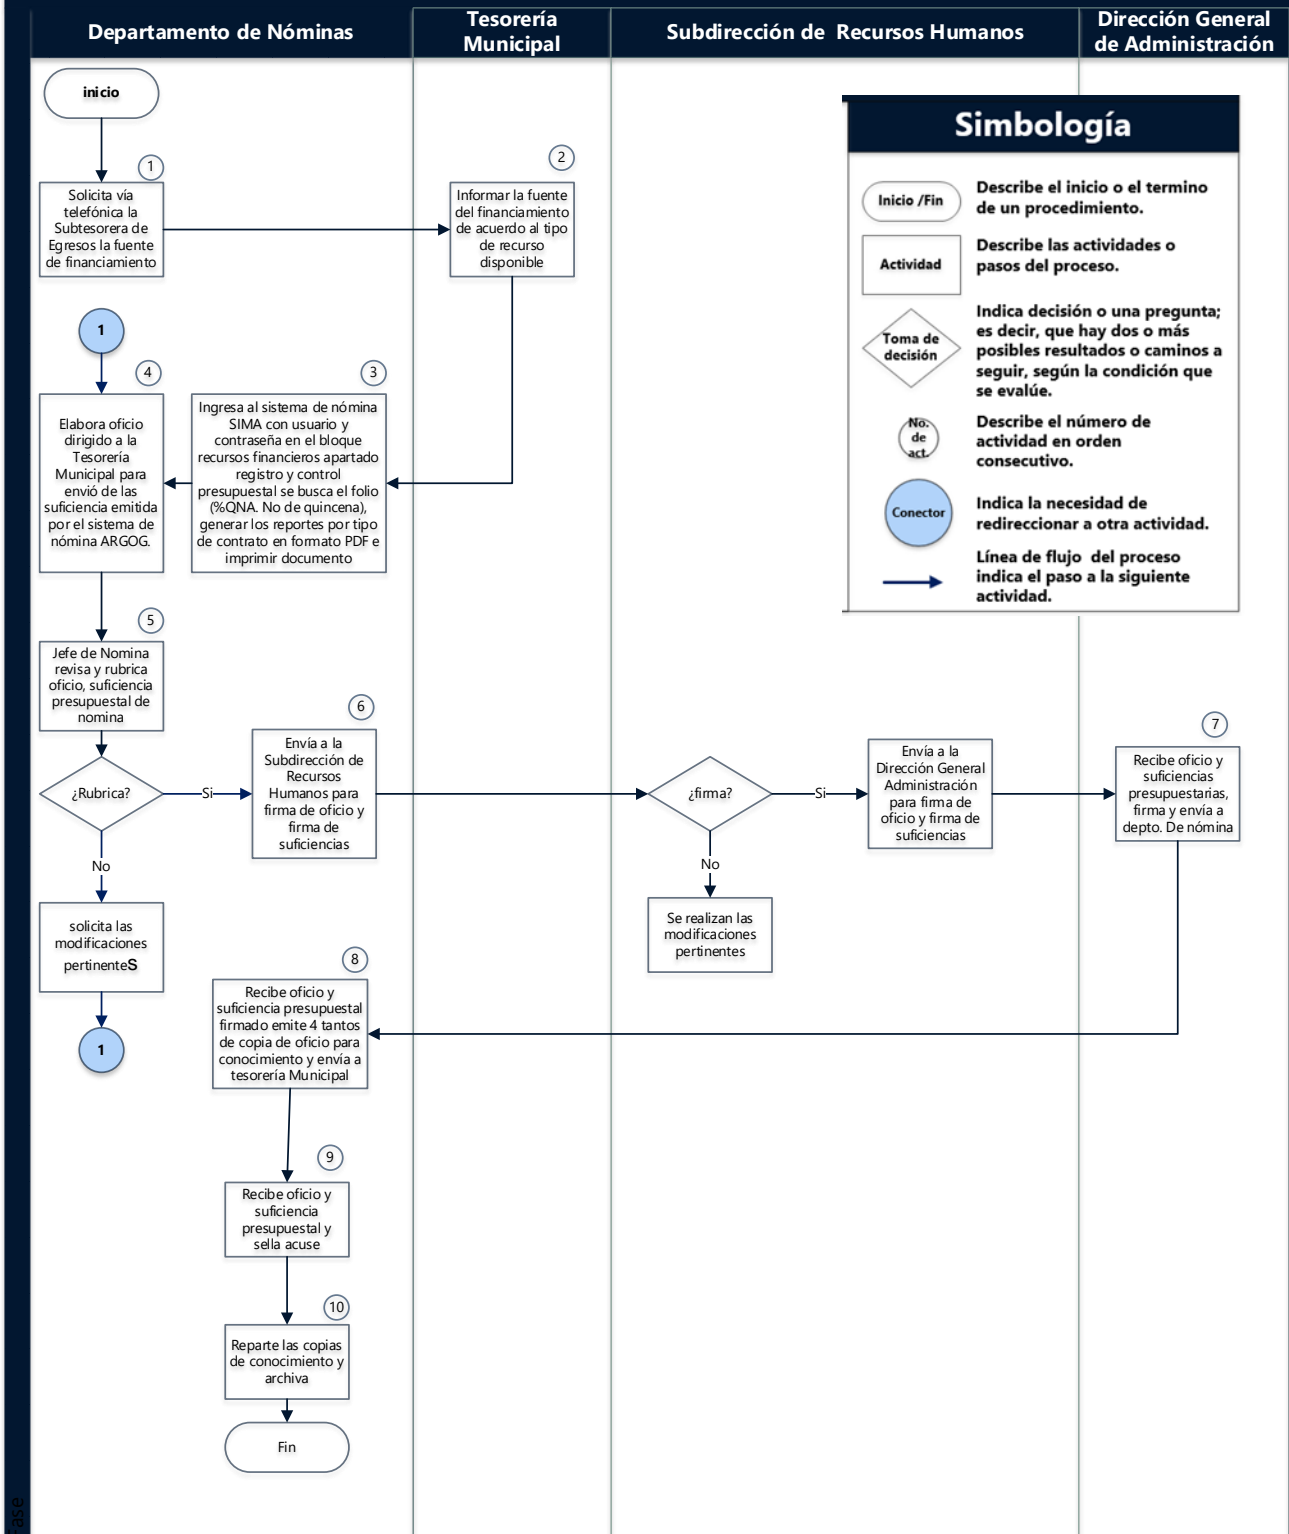 Departamento de Nóminas
Tesorería
Municipal
Subdirección de Recursos Humanos
Dirección General
de Administración
inicio
1
Solicita vía
telefónica la
Subtesorera de
Egresos la fuente
de financiamiento
2
Informar la fuente
del financiamiento
de acuerdo al tipo
de recurso
disponible
Simbología
Inicio /Fin
Describe el inicio o el termino
de un procedimiento.
Actividad
Describe las actividades o
pasos del proceso.
Toma de
decisión
Indica decisión o una pregunta;
es decir, que hay dos o más
posibles resultados o caminos a
seguir, según la condición que
se evalúe.
No.
de
act.
Describe el número de
actividad en orden
consecutivo.
Conector
Indica la necesidad de
redireccionar a otra actividad.
Línea de flujo del proceso
indica el paso a la siguiente
actividad.
1
4
Elabora oficio
dirigido a la
Tesorería
Municipal para
envió de las
suficiencia emitida
por el sistema de
nómina ARGOG.
3
Ingresa al sistema de nómina
SIMA con usuario y
contraseña en el bloque
recursos financieros apartado
registro y control
presupuestal se busca el folio
(%QNA. No de quincena),
generar los reportes por tipo
de contrato en formato PDF e
imprimir documento
5
Jefe de Nomina
revisa y rubrica
oficio, suficiencia
presupuestal de
nomina
¿Rubrica?
Si
No
6
Envía a la
Subdirección de
Recursos
Humanos para
firma de oficio y
firma de
suficiencias
¿firma?
Si
No
Envía a la
Dirección General
Administración
para firma de
oficio y firma de
suficiencias
7
Recibe oficio y
suficiencias
presupuestarias,
firma y envía a
depto. De nómina
solicita las
modificaciones
pertinenteS
1
Se realizan las
modificaciones
pertinentes
8
Recibe oficio y
suficiencia presupuestal
firmado emite 4 tantos
de copia de oficio para
conocimiento y envía a
tesorería Municipal
9
Recibe oficio y
suficiencia
presupuestal y
sella acuse
10
Reparte las copias
de conocimiento y
archiva
Fin